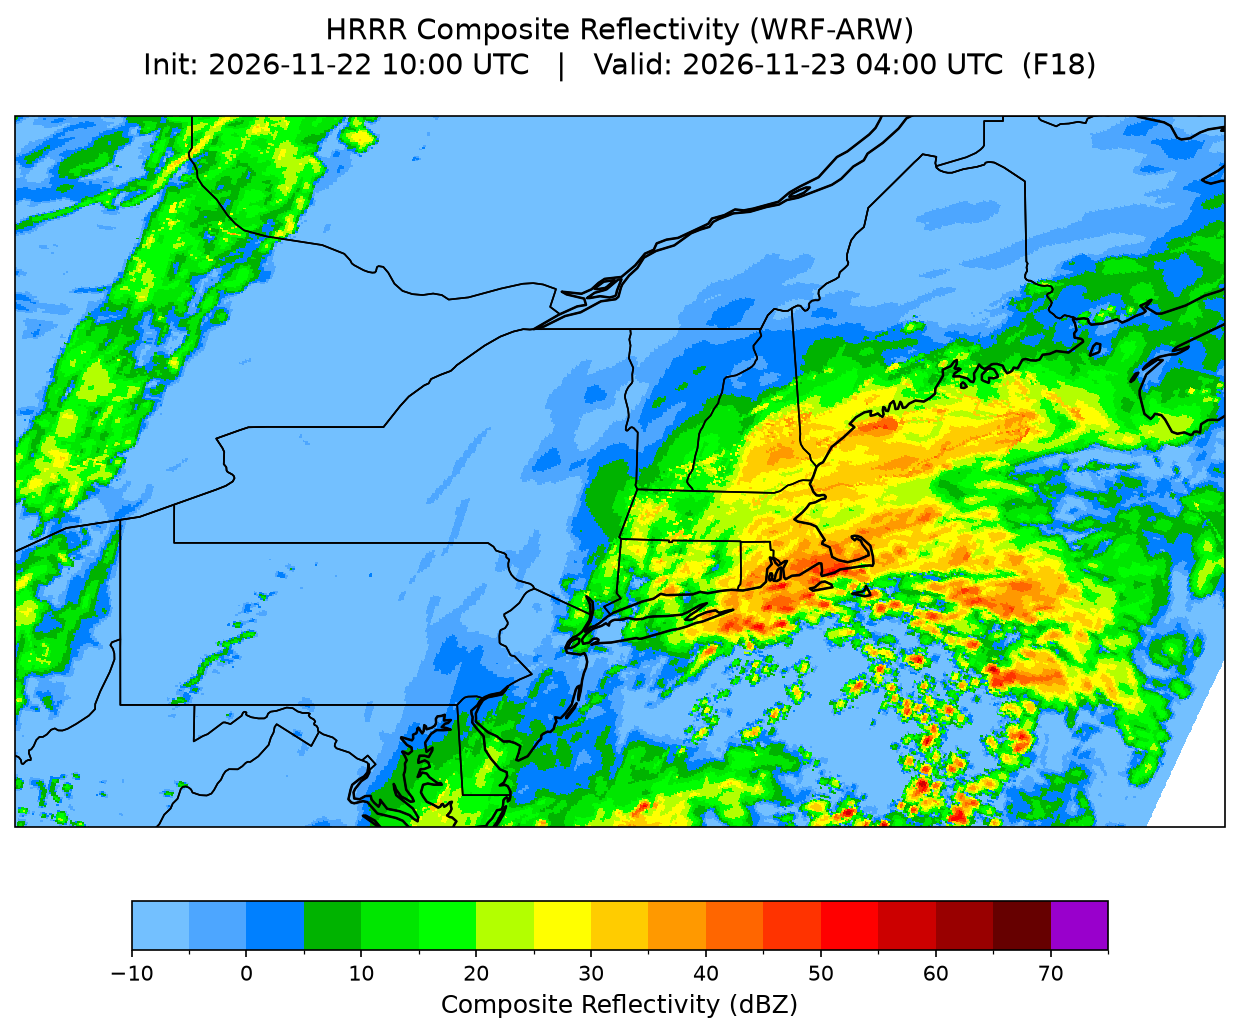 HRRR Composite Reflectivity (WRF-ARW)
Init: 2026-11-22 10:00 UTC | Valid: 2026-11-23 04:00 UTC (F18)
−10 0 10 20 30 40 50 60 70
Composite Reflectivity (dBZ)